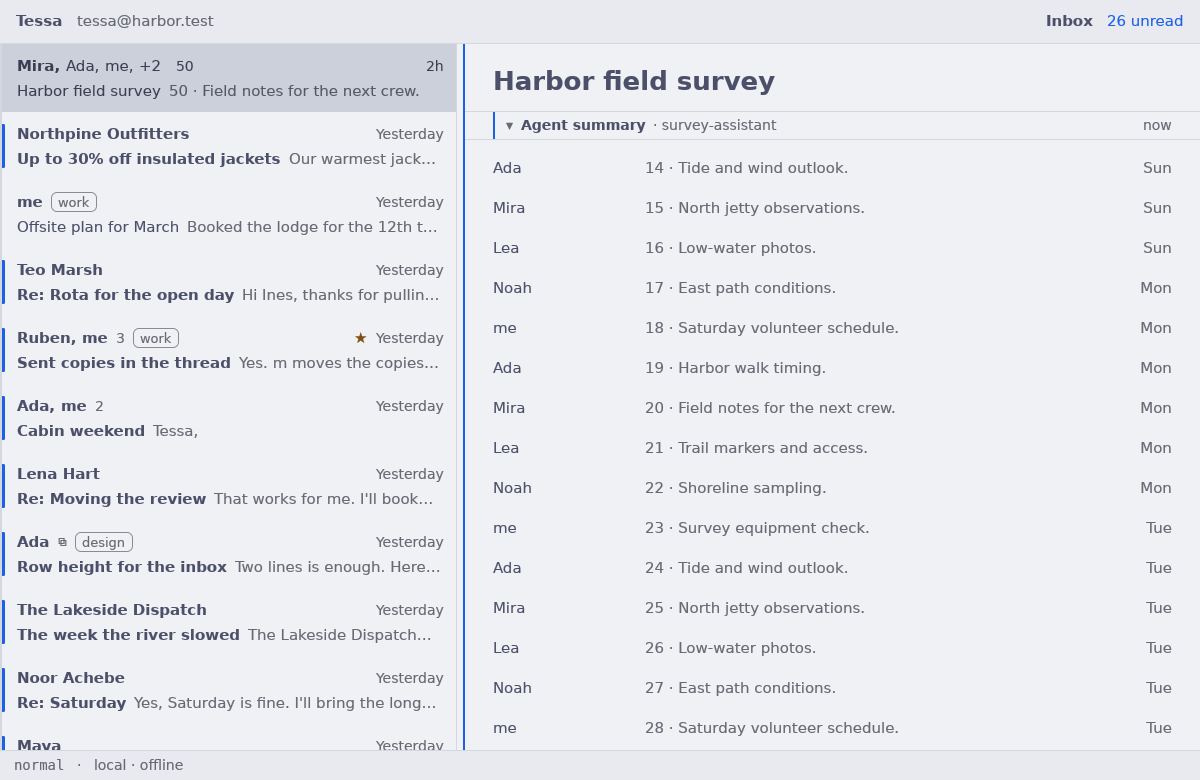 Tessa tessa@harbor.test
Inbox 26 unread
Mira, Ada, me, +2 50 2h
Harbor field survey 50 · Field notes for the next crew.
Northpine Outfitters Yesterday
Up to 30% off insulated jackets Our warmest jack…
me work Yesterday
Offsite plan for March Booked the lodge for the 12th t…
Teo Marsh Yesterday
Re: Rota for the open day Hi Ines, thanks for pullin…
Ruben, me 3 work ★ Yesterday
Sent copies in the thread Yes. m moves the copies…
Ada, me 2 Yesterday
Cabin weekend Tessa,
Lena Hart Yesterday
Re: Moving the review That works for me. I'll book…
Ada design Yesterday
Row height for the inbox Two lines is enough. Here…
The Lakeside Dispatch Yesterday
The week the river slowed The Lakeside Dispatch…
Noor Achebe Yesterday
Re: Saturday Yes, Saturday is fine. I'll bring the long…
Maya Yesterday
Harbor field survey
▼ Agent summary · survey-assistant now
Ada 14 · Tide and wind outlook. Sun
Mira 15 · North jetty observations. Sun
Lea 16 · Low-water photos. Sun
Noah 17 · East path conditions. Mon
me 18 · Saturday volunteer schedule. Mon
Ada 19 · Harbor walk timing. Mon
Mira 20 · Field notes for the next crew. Mon
Lea 21 · Trail markers and access. Mon
Noah 22 · Shoreline sampling. Mon
me 23 · Survey equipment check. Tue
Ada 24 · Tide and wind outlook. Tue
Mira 25 · North jetty observations. Tue
Lea 26 · Low-water photos. Tue
Noah 27 · East path conditions. Tue
me 28 · Saturday volunteer schedule. Tue
normal · local · offline